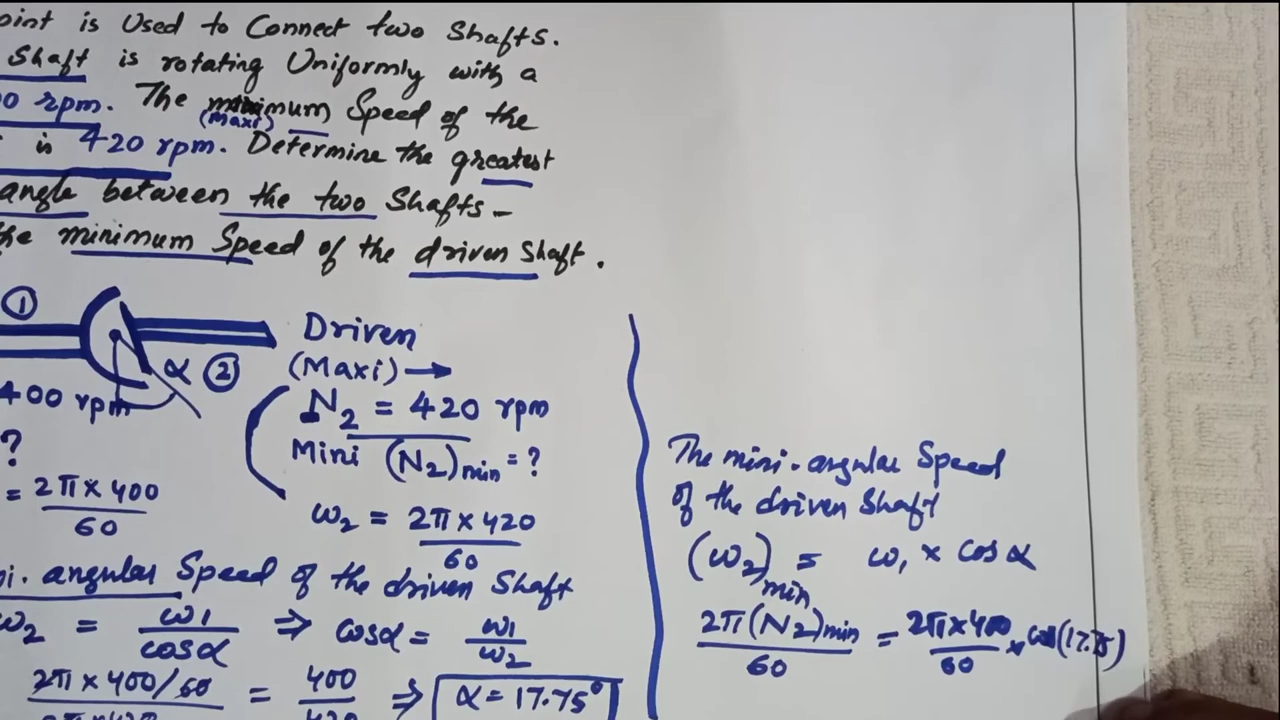 oint is Used to Connect two Shafts.
Shaft is rotating Uniformly with a
00 rpm. The minimum Speed of the
(Maxi)
is 420 rpm. Determine the greatest
angle between the two Shafts-
the minimum Speed of the driven Shaft.
1
Driven
α 2
(Maxi) →
400 rpm
N₂ = 420 rpm
?
Mini (N₂)min = ?
= 2π×400/60
ω₂ = 2π×420/60
ni. angular Speed of the driven Shaft
ω₂ = ω1/cosα ⇒ cosα = ω1/ω2
2π×400/60 = 400 ⇒ α = 17.75°
The mini. angular Speed
of the driven Shaft
(ω₂)min = ω₁ × cosα
2π(N₂)min/60 = 2π×400/60 × cos(17.75)